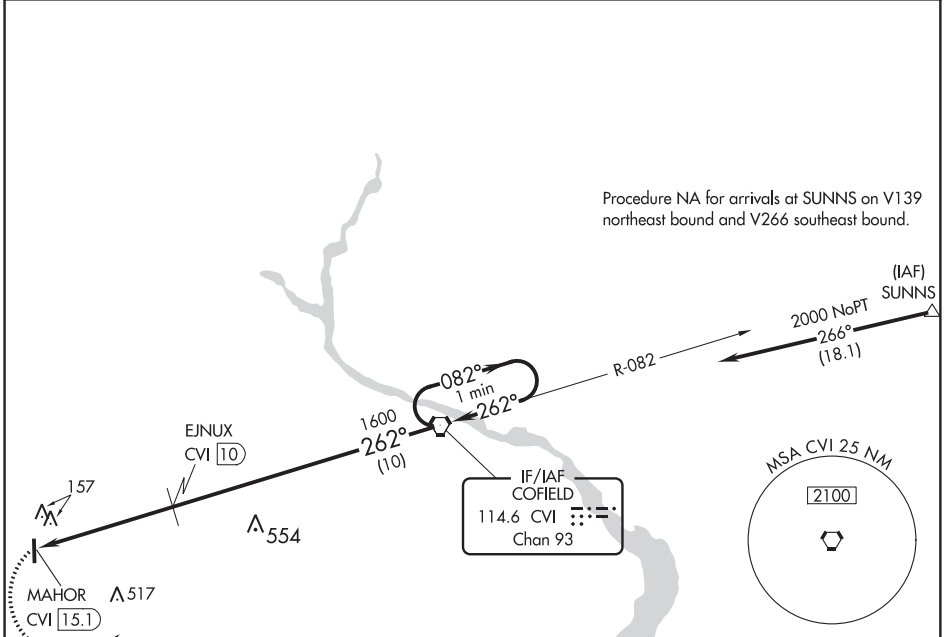 Procedure NA for arrivals at SUNNS on V139
northeast bound and V266 southeast bound.
(IAF)
SUNNS
2000 NoPT
266°
(18.1)
R-082
082°
1 min
262°
1600
262°
(10)
EJNUX
CVI 10
157
554
IF/IAF
COFIELD
114.6 CVI
Chan 93
MSA CVI 25 NM
2100
MAHOR
CVI 15.1
517